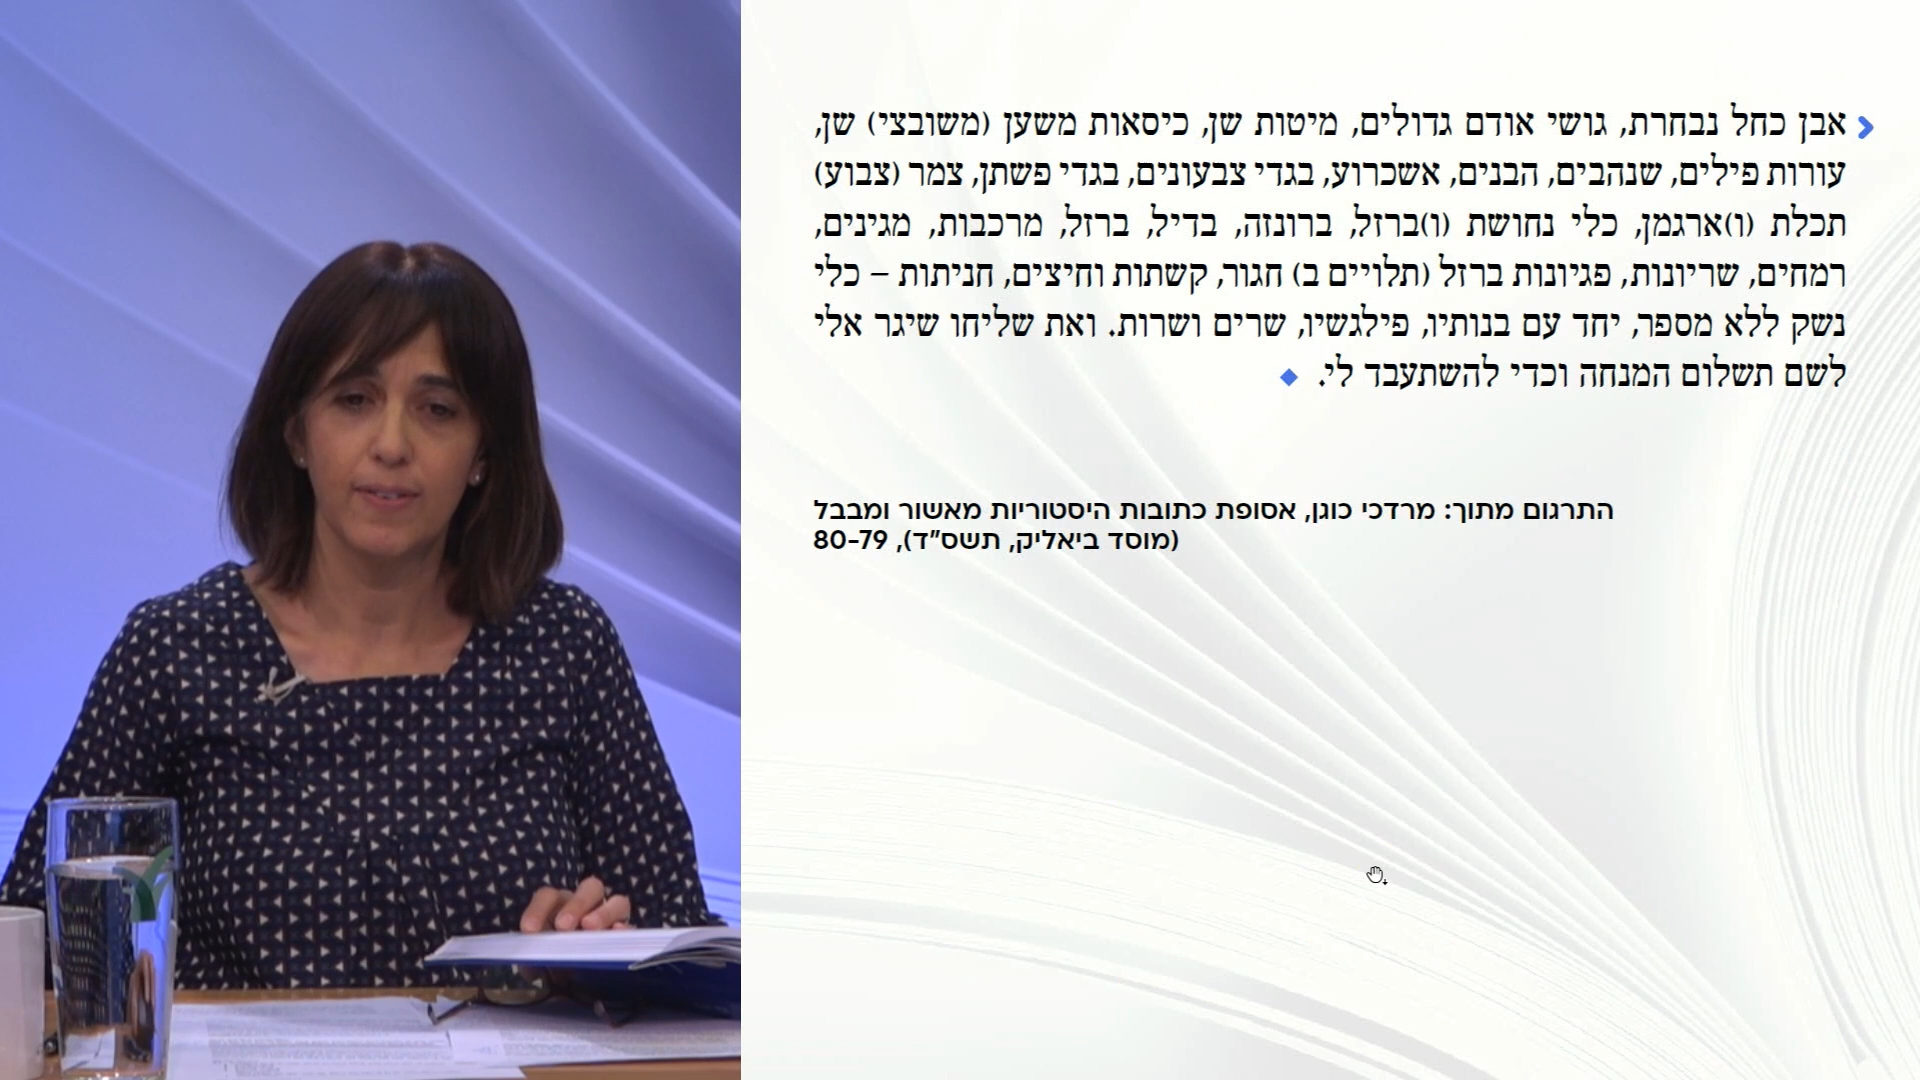 אבן כחל נבחרת, גושי אודם גדולים, מיטות שן, כיסאות משען (משובצי) שן,
עורות פילים, שנהבים, הבנים, אשכרוע, בגדי צבעונים, בגדי פשתן, צמר (צבוע)
תכלת (ו)ארגמן, כלי נחושת (ו)ברזל, ברונזה, בדיל, ברזל, מרכבות, מגינים,
רמחים, שריונות, פגיונות ברזל (תלויים ב) חגור, קשתות וחיצים, חניתות – כלי
נשק ללא מספר, יחד עם בנותיו, פילגשיו, שרים ושרות. ואת שליחו שיגר אלי
לשם תשלום המנחה וכדי להשתעבד לי.
התרגום מתוך: מרדכי כוגן, אסופת כתובות היסטוריות מאשור ומבבל
(מוסד ביאליק, תשס"ד), 80-79